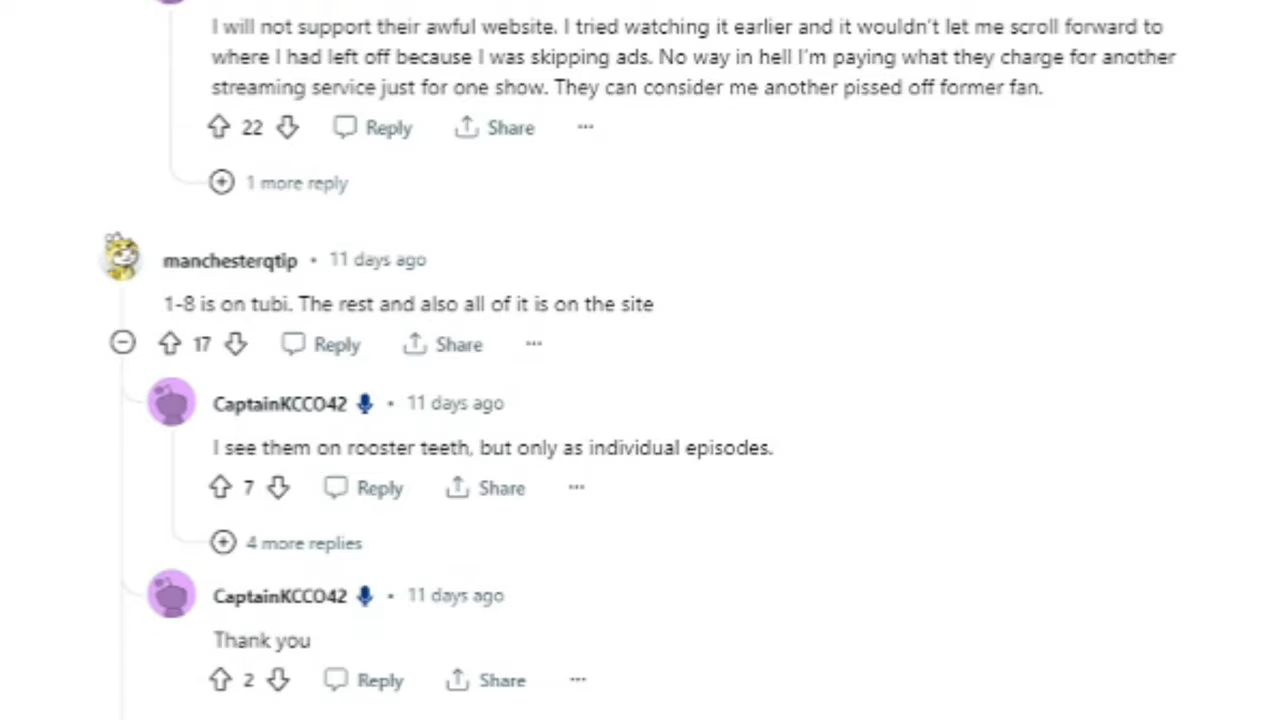 I will not support their awful website. I tried watching it earlier and it wouldn't let me scroll forward to
where I had left off because I was skipping ads. No way in hell I'm paying what they charge for another
streaming service just for one show. They can consider me another pissed off former fan.
22 Reply Share ...
1 more reply
manchesterqtip • 11 days ago
1-8 is on tubi. The rest and also all of it is on the site
17 Reply Share ...
CaptainKCCO42 • 11 days ago
I see them on rooster teeth, but only as individual episodes.
7 Reply Share ...
4 more replies
CaptainKCCO42 • 11 days ago
Thank you
2 Reply Share ...